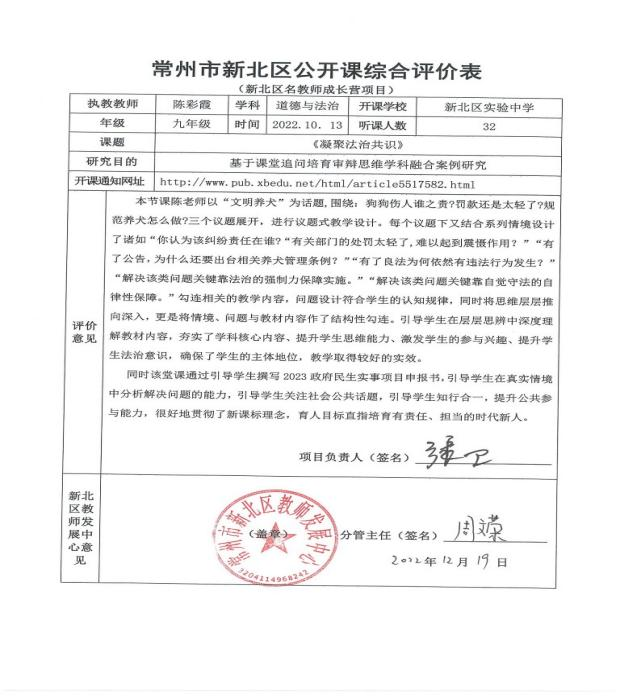 常州市新北区公开课综合评价表
（新北区名教师成长营项目）
执教教师 陈彩霞 学科 道德与法治 开课学校 新北区实验中学
年级 九年级 时间 2022.10.13 听课人数 32
课题 《凝聚法治共识》
研究目的 基于课堂追问培育审辩思维学科融合案例研究
开课通知网址 http://www.pub.xbedu.net/html/article5517582.html
本节课陈老师以“文明养犬”为话题,围绕：狗狗伤人谁之责?罚款还是太轻了?规
范养犬怎么做?三个议题展开，进行议题式教学设计。每个议题下又结合系列情境设计
了诸如“你认为该纠纷责任在谁?“有关部门的处罚太轻了,难以起到震慑作用？”“有
了公告,为什么还要出台相关养犬管理条例？”“有了良法为何依然有违法行为发生？”
“解决该类问题关键靠法治的强制力保障实施。”“解决该类问题关键靠自觉守法的自
律性保障。”勾连相关的教学内容，问题设计符合学生的认知规律，同时将思维层层推
向深入,更是将情境、问题与教材内容作了结构性勾连。引导学生在层层思辨中深度理
解教材内容，夯实了学科核心内容、提升学生思维能力、激发学生的参与兴趣、提升学
生法治意识，确保了学生的主体地位，教学取得较好的实效。
同时该堂课通过引导学生撰写 2023 政府民生实事项目申报书,引导学生在真实情境
中分析解决问题的能力，引导学生关注社会公共话题，引导学生知行合一，提升公共参
与能力，很好地贯彻了新课标理念，育人目标直指培育有责任、担当的时代新人。
评价
意见
项目负责人（签名）
新北
区教
师发
展中
心意
见
常州市新北区教师发展中心
（盖章）
3204114968242
分管主任（签名）
2022年12月19日